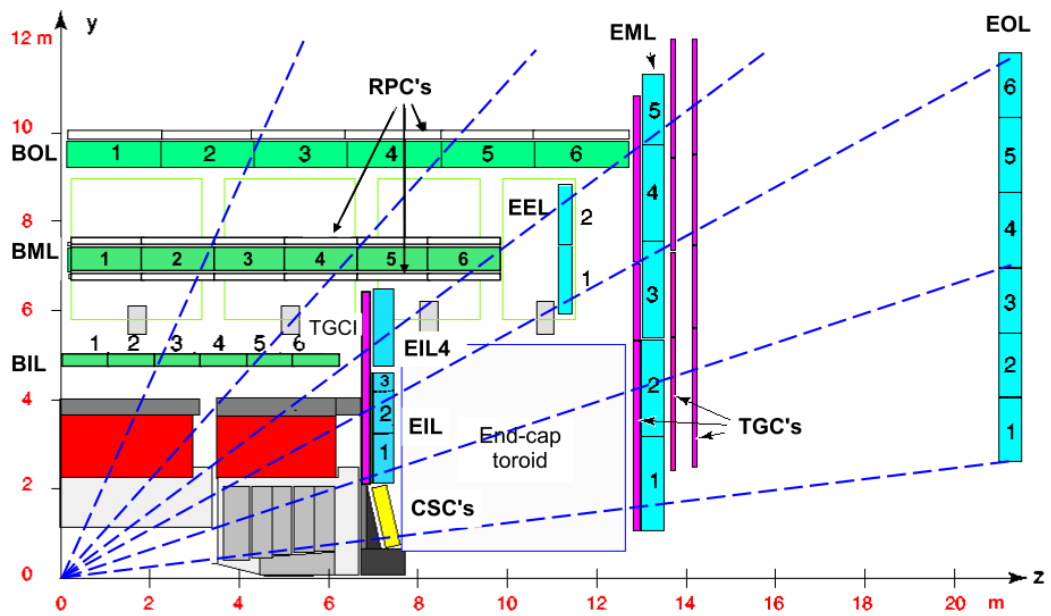 y
12 m
EML
EOL
RPC's
6
5
10
BOL
1 2 3 4 5 6
5
4
8
EEL
2
4
BML
1 2 3 4 5 6
1
3
3
6
TGCI
1 2 3 4 5 6
BIL
EIL4
2
4
3
2
EIL
End-cap
toroid
TGC's
1
1
2
CSC's
1
0
z
0 2 4 6 8 10 12 14 16 18 20 m